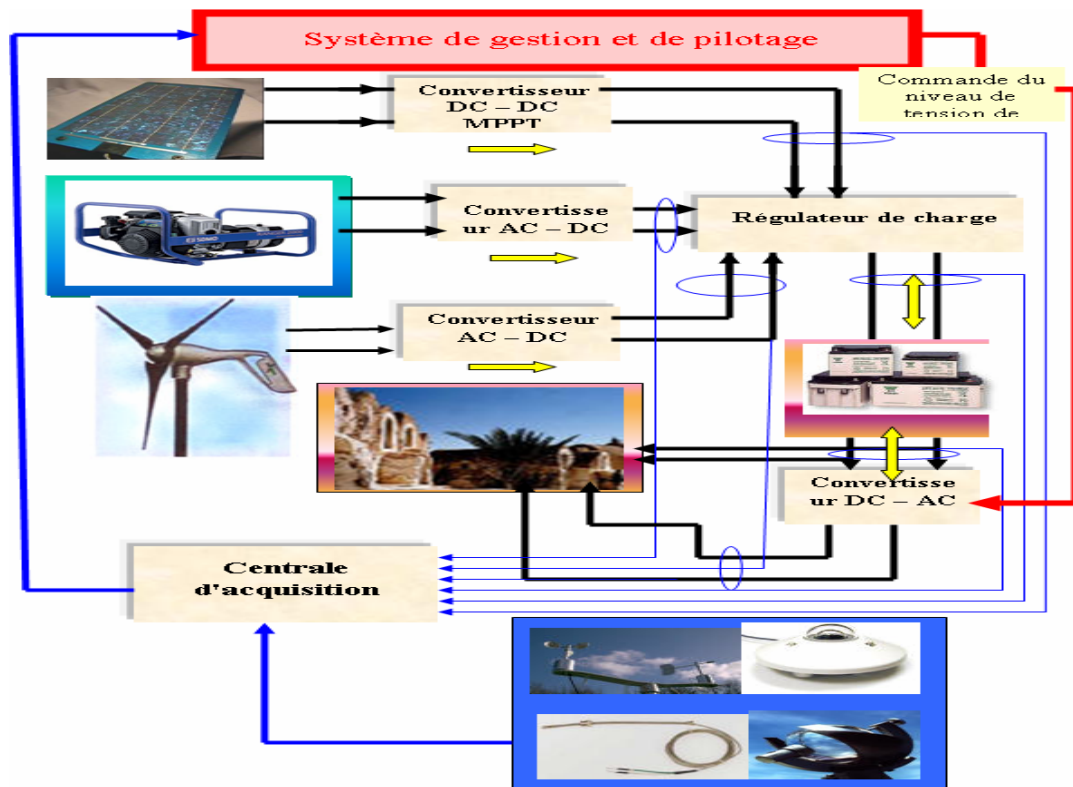 Système de gestion et de pilotage
Commande du
niveau de
tension de
Convertisseur
DC – DC
MPPT
Convertisse
ur AC – DC
Régulateur de charge
Convertisseur
AC – DC
Convertisse
ur DC – AC
Centrale
d'acquisition